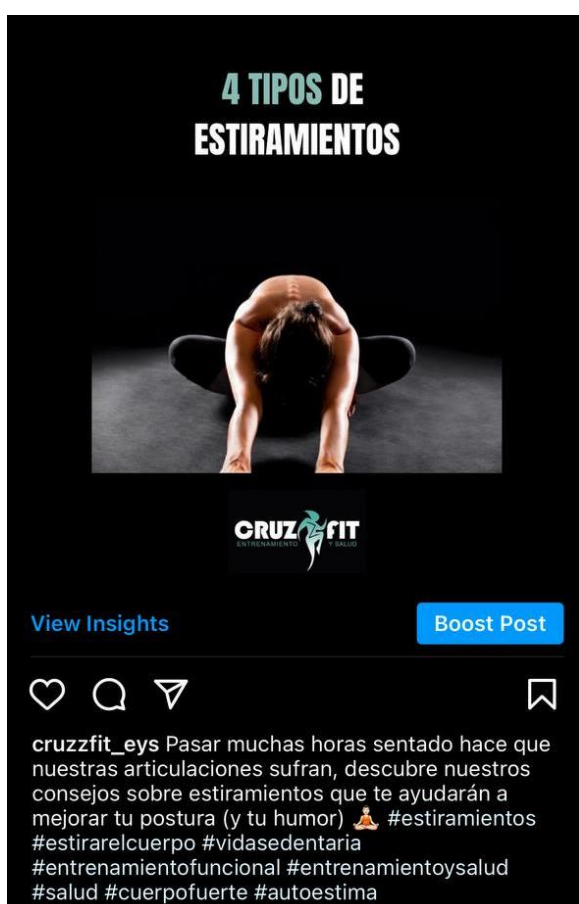 4 TIPOS DE
ESTIRAMIENTOS
CRUZ FIT
ENTRENAMIENTO Y SALUD
View Insights
Boost Post
cruzzfit_eys Pasar muchas horas sentado hace que
nuestras articulaciones sufran, descubre nuestros
consejos sobre estiramientos que te ayudarán a
mejorar tu postura (y tu humor) 🧘🏻 #estiramientos
#estirarelcuerpo #vidasedentaria
#entrenamientofuncional #entrenamientoysalud
#salud #cuerpofuerte #autoestima